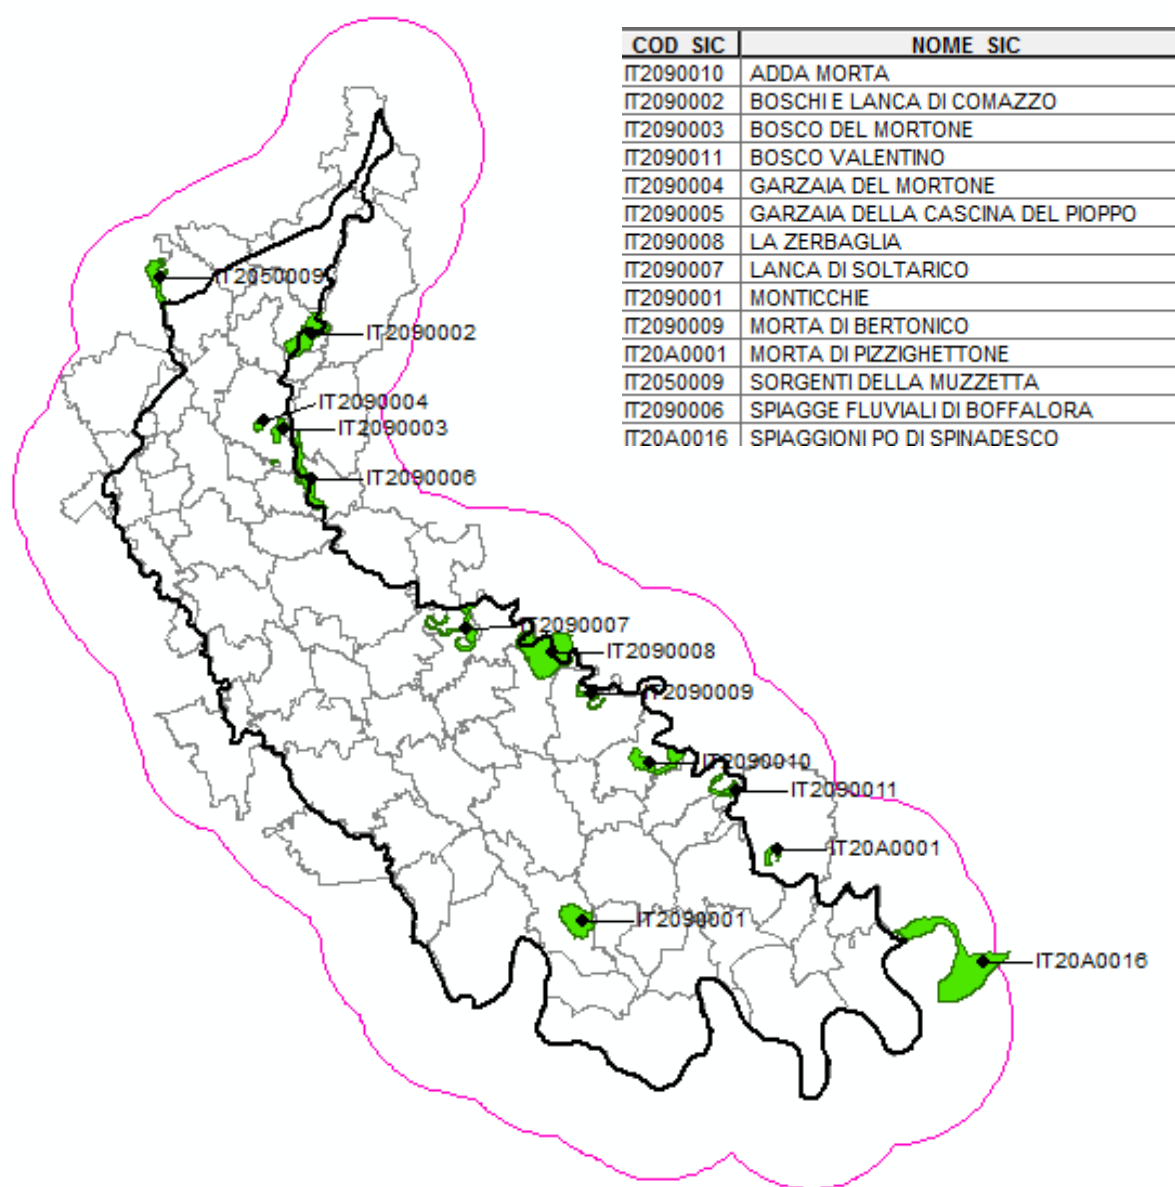 COD_SIC NOME_SIC
IT2090010 ADDA MORTA
IT2090002 BOSCHI E LANCA DI COMAZZO
IT2090003 BOSCO DEL MORTONE
IT2090011 BOSCO VALENTINO
IT2090004 GARZAIA DEL MORTONE
IT2090005 GARZAIA DELLA CASCINA DEL PIOPPO
IT2090008 LA ZERBAGLIA
IT2090007 LANCA DI SOLTARICO
IT2090001 MONTICCHIE
IT2090009 MORTA DI BERTONICO
IT20A0001 MORTA DI PIZZIGHETTONE
IT2050009 SORGENTI DELLA MUZZETTA
IT2090006 SPIAGGE FLUVIALI DI BOFFALORA
IT20A0016 SPIAGGIONI PO DI SPINADESCO
IT2050009
IT2090002
IT2090004
IT2090003
IT2090006
IT2090007
IT2090008
IT2090009
IT2090010
IT2090011
IT20A0001
IT2090001
IT20A0016